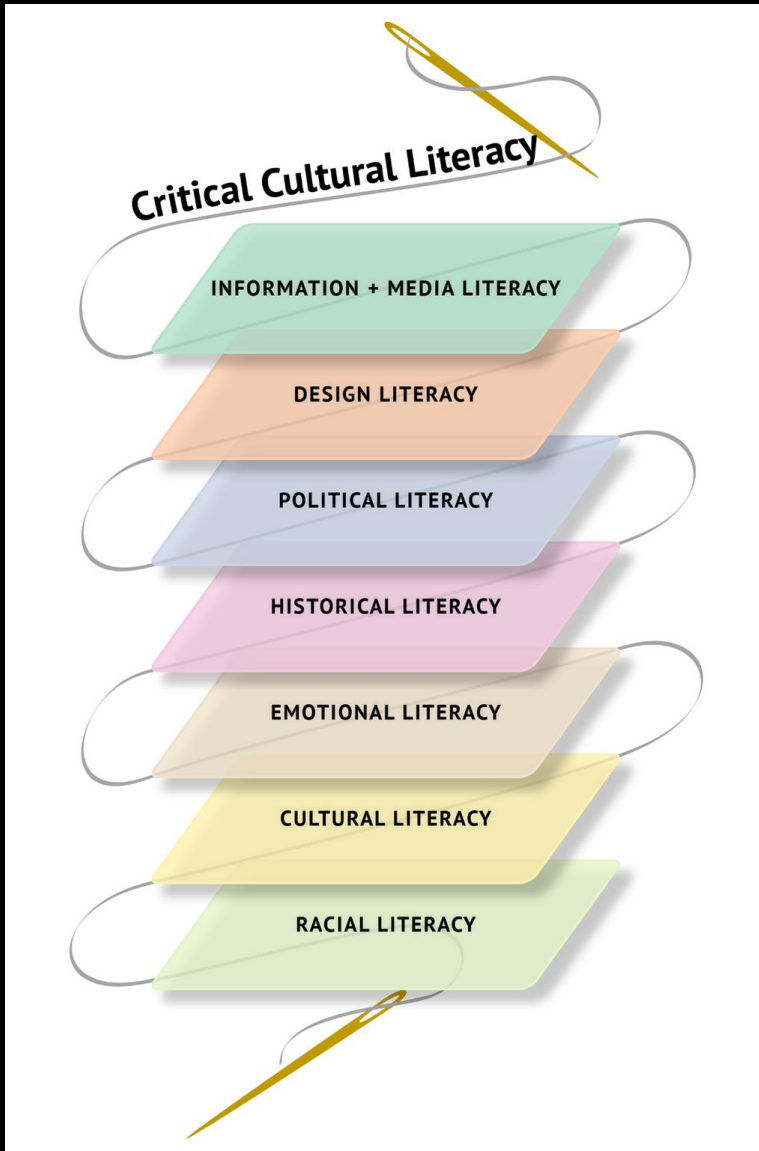 Critical Cultural Literacy
INFORMATION + MEDIA LITERACY
DESIGN LITERACY
POLITICAL LITERACY
HISTORICAL LITERACY
EMOTIONAL LITERACY
CULTURAL LITERACY
RACIAL LITERACY